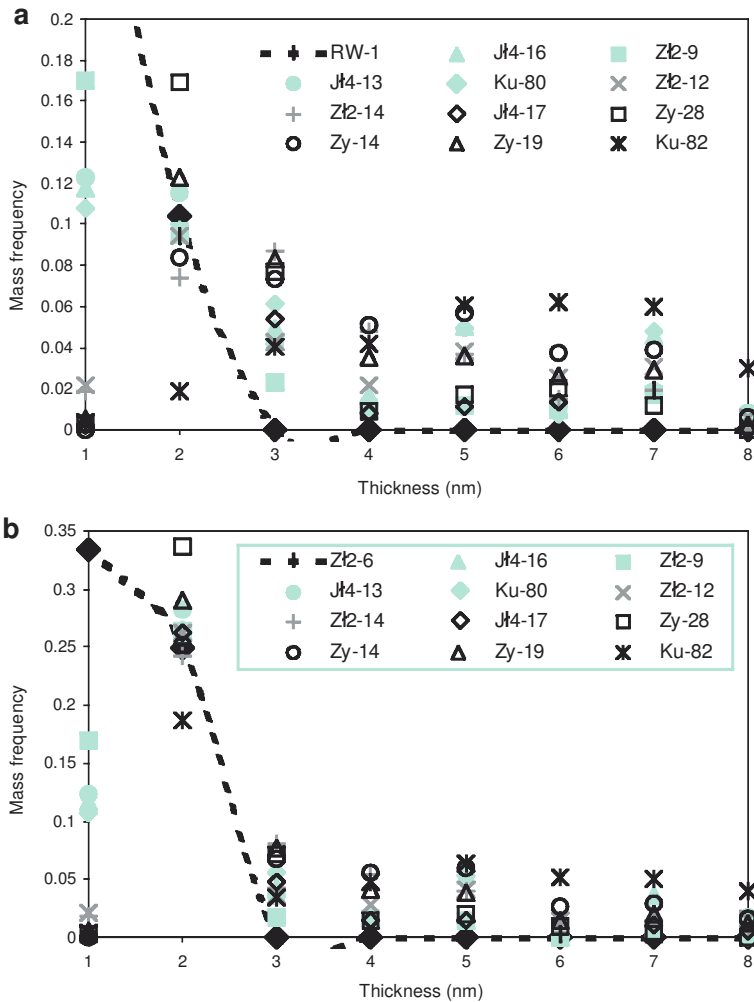 a
0.2
RW-1 Jł4-16 Zł2-9
0.18
Jł4-13 Ku-80 Zł2-12
0.16
Zł2-14 Jł4-17 Zy-28
0.14
Zy-14 Zy-19 Ku-82
0.12
0.1
0.08
0.06
0.04
0.02
0
Mass frequency
1 2 3 4 5 6 7 8
Thickness (nm)
b
0.35
Zł2-6 Jł4-16 Zł2-9
0.3
Jł4-13 Ku-80 Zł2-12
0.25
Zł2-14 Jł4-17 Zy-28
Zy-14 Zy-19 Ku-82
0.2
0.15
0.1
0.05
0
Mass frequency
1 2 3 4 5 6 7 8
Thickness (nm)